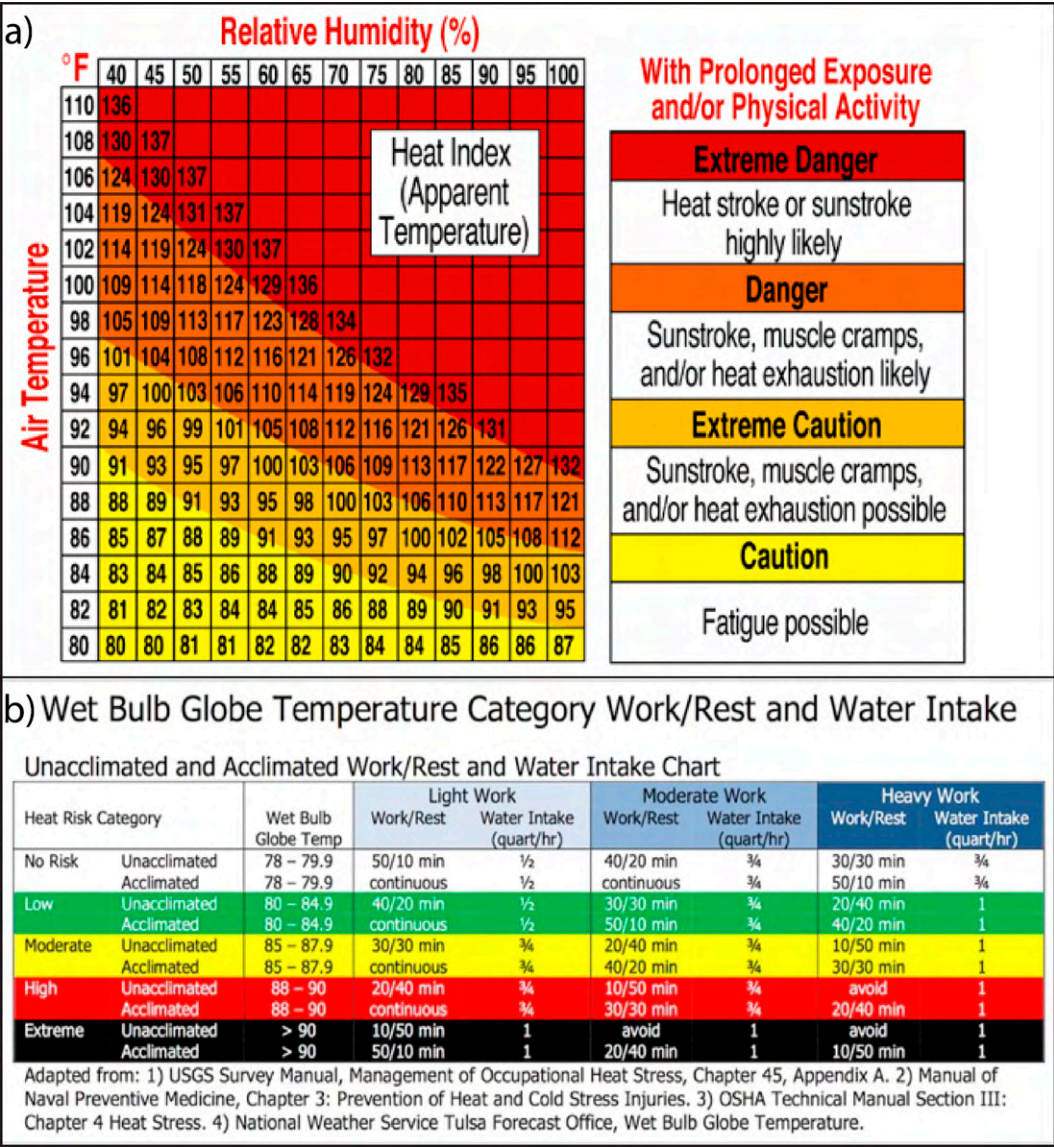 a)
Relative Humidity (%)
°F 40 45 50 55 60 65 70 75 80 85 90 95 100
110 136
108 130 137
106 124 130 137
104 119 124 131 137
102 114 119 124 130 137
100 109 114 118 124 129 136
98 105 109 113 117 123 128 134
96 101 104 108 112 116 121 126 132
94 97 100 103 106 110 114 119 124 129 135
92 94 96 99 101 105 108 112 116 121 126 131
90 91 93 95 97 100 103 106 109 113 117 122 127 132
88 88 89 91 93 95 98 100 103 106 110 113 117 121
86 85 87 88 89 91 93 95 97 100 102 105 108 112
84 83 84 85 86 88 89 90 92 94 96 98 100 103
82 81 82 83 84 84 85 86 88 89 90 91 93 95
80 80 80 81 81 82 82 83 84 84 85 86 86 87
Air Temperature
Heat Index
(Apparent
Temperature)
With Prolonged Exposure
and/or Physical Activity
Extreme Danger
Heat stroke or sunstroke
highly likely
Danger
Sunstroke, muscle cramps,
and/or heat exhaustion likely
Extreme Caution
Sunstroke, muscle cramps,
and/or heat exhaustion possible
Caution
Fatigue possible
b) Wet Bulb Globe Temperature Category Work/Rest and Water Intake
Unacclimated and Acclimated Work/Rest and Water Intake Chart
Light Work Moderate Work Heavy Work
Heat Risk Category Wet Bulb Work/Rest Water Intake Work/Rest Water Intake Work/Rest Water Intake
Globe Temp (quart/hr) (quart/hr) (quart/hr)
No Risk Unacclimated 78 – 79.9 50/10 min ½ 40/20 min ¾ 30/30 min ¾
Acclimated 78 – 79.9 continuous ½ continuous ¾ 50/10 min ¾
Low Unacclimated 80 – 84.9 40/20 min ½ 30/30 min ¾ 20/40 min 1
Acclimated 80 – 84.9 continuous ½ 50/10 min ¾ 40/20 min 1
Moderate Unacclimated 85 – 87.9 30/30 min ¾ 20/40 min ¾ 10/50 min 1
Acclimated 85 – 87.9 continuous ¾ 40/20 min ¾ 30/30 min 1
High Unacclimated 88 – 90 20/40 min ¾ 10/50 min ¾ avoid 1
Acclimated 88 – 90 continuous ¾ 30/30 min ¾ 20/40 min 1
Extreme Unacclimated > 90 10/50 min 1 avoid 1 avoid 1
Acclimated > 90 50/10 min 1 20/40 min 1 10/50 min 1
Adapted from: 1) USGS Survey Manual, Management of Occupational Heat Stress, Chapter 45, Appendix A. 2) Manual of
Naval Preventive Medicine, Chapter 3: Prevention of Heat and Cold Stress Injuries. 3) OSHA Technical Manual Section III:
Chapter 4 Heat Stress. 4) National Weather Service Tulsa Forecast Office, Wet Bulb Globe Temperature.